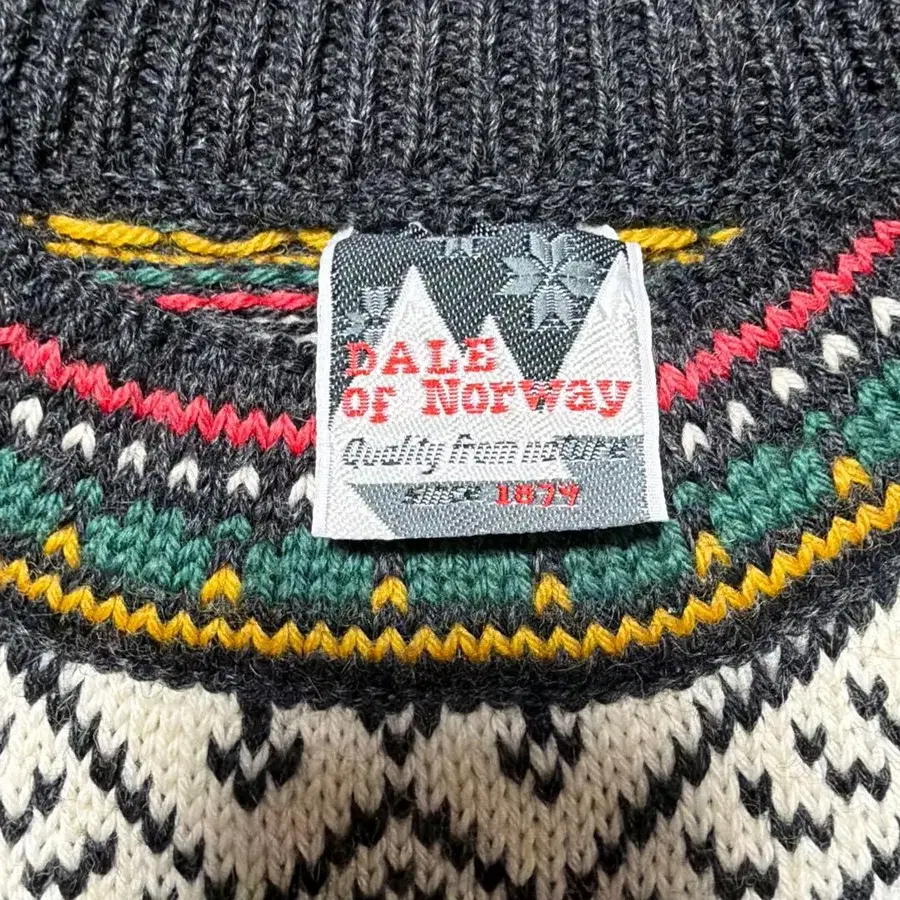 DALE
of Norway
Quality from nature
since 1879